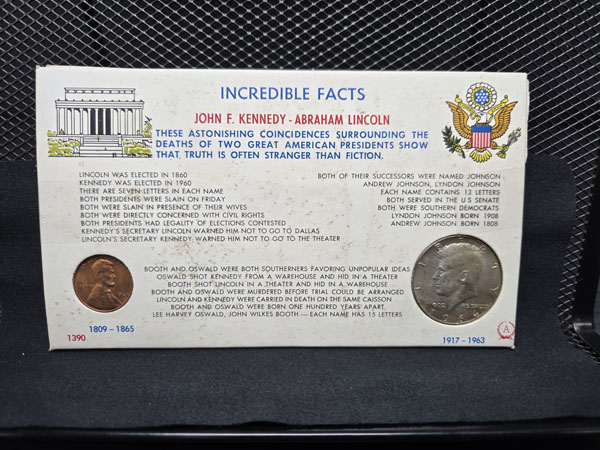 INCREDIBLE FACTS
JOHN F. KENNEDY - ABRAHAM LINCOLN
THESE ASTONISHING COINCIDENCES SURROUNDING THE
DEATHS OF TWO GREAT AMERICAN PRESIDENTS SHOW
THAT TRUTH IS OFTEN STRANGER THAN FICTION.
LINCOLN WAS ELECTED IN 1860
KENNEDY WAS ELECTED IN 1960
THERE ARE SEVEN LETTERS IN EACH NAME
BOTH PRESIDENTS WERE SLAIN ON FRIDAY
BOTH WERE SLAIN IN PRESENCE OF THEIR WIVES
BOTH WERE DIRECTLY CONCERNED WITH CIVIL RIGHTS
BOTH PRESIDENTS HAD LEGALITY OF ELECTIONS CONTESTED
KENNEDY'S SECRETARY LINCOLN WARNED HIM NOT TO GO TO DALLAS
LINCOLN'S SECRETARY KENNEDY WARNED HIM NOT TO GO TO THE THEATER
BOTH OF THEIR SUCCESSORS WERE NAMED JOHNSON
ANDREW JOHNSON, LYNDON JOHNSON
EACH NAME CONTAINS 13 LETTERS
BOTH SERVED IN THE U.S SENATE
BOTH WERE SOUTHERN DEMOCRATS
LYNDON JOHNSON BORN 1908
ANDREW JOHNSON BORN 1808
BOOTH AND OSWALD WERE BOTH SOUTHERNERS FAVORING UNPOPULAR IDEAS
OSWALD SHOT KENNEDY FROM A WAREHOUSE AND HID IN A THEATER
BOOTH SHOT LINCOLN IN A THEATER AND HID IN A WAREHOUSE
BOOTH AND OSWALD WERE MURDERED BEFORE TRIAL COULD BE ARRANGED
LINCOLN AND KENNEDY WERE CARRIED IN DEATH ON THE SAME CAISSON
BOOTH AND OSWALD WERE BORN ONE HUNDRED YEARS APART.
LEE HARVEY OSWALD, JOHN WILKES BOOTH — EACH NAME HAS 15 LETTERS
1809 - 1865
1390
1917 - 1963
A